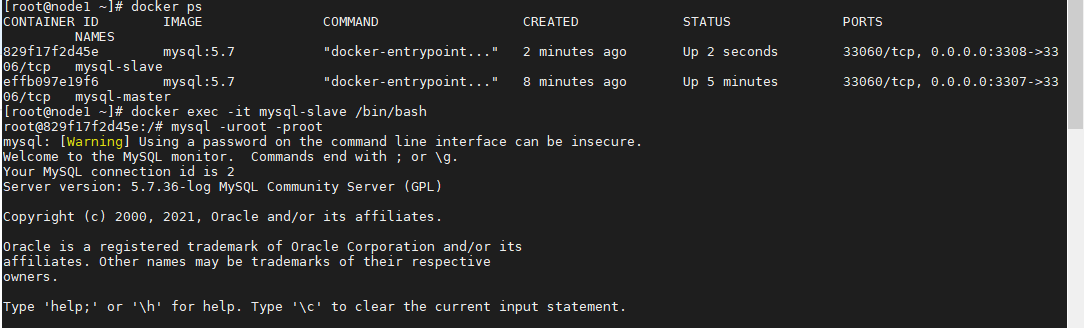 [root@node1 ~]# docker ps
CONTAINER ID        IMAGE               COMMAND                  CREATED             STATUS              PORTS
         NAMES
829f17f2d45e        mysql:5.7           "docker-entrypoint..."   2 minutes ago       Up 2 seconds        33060/tcp, 0.0.0.0:3308->33
06/tcp   mysql-slave
effb097e19f6        mysql:5.7           "docker-entrypoint..."   8 minutes ago       Up 5 minutes        33060/tcp, 0.0.0.0:3307->33
06/tcp   mysql-master
[root@node1 ~]# docker exec -it mysql-slave /bin/bash
root@829f17f2d45e:/# mysql -uroot -proot
mysql: [Warning] Using a password on the command line interface can be insecure.
Welcome to the MySQL monitor.  Commands end with ; or \g.
Your MySQL connection id is 2
Server version: 5.7.36-log MySQL Community Server (GPL)

Copyright (c) 2000, 2021, Oracle and/or its affiliates.

Oracle is a registered trademark of Oracle Corporation and/or its
affiliates. Other names may be trademarks of their respective
owners.

Type 'help;' or '\h' for help. Type '\c' to clear the current input statement.